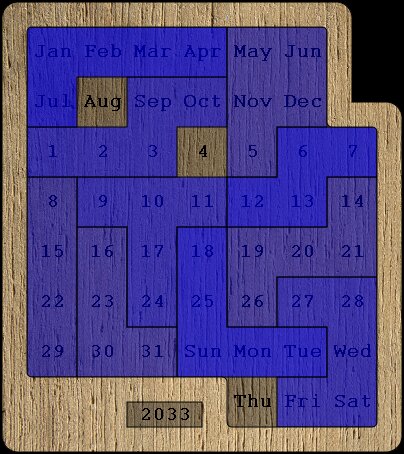 Jan Feb Mar Apr May Jun
Jul Aug Sep Oct Nov Dec
1 2 3 4 5 6 7
8 9 10 11 12 13 14
15 16 17 18 19 20 21
22 23 24 25 26 27 28
29 30 31 Sun Mon Tue Wed
2033 Thu Fri Sat